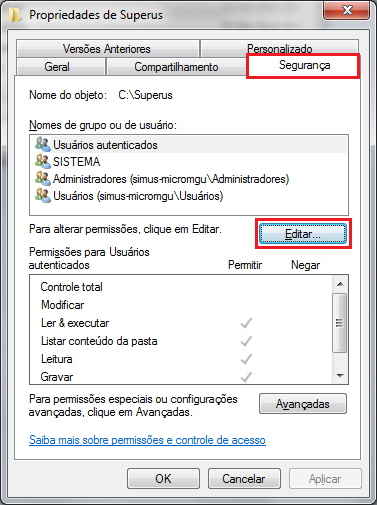 Propriedades de Superus
Versões Anteriores
Personalizado
Geral
Compartilhamento
Segurança
Nome do objeto: C:\Superus
Nomes de grupo ou de usuário:
Usuários autenticados
SISTEMA
Administradores (simus-micromgu\Administradores)
Usuários (simus-micromgu\Usuários)
Para alterar permissões, clique em Editar.
Editar...
Permissões para Usuários
autenticados
Permitir
Negar
Controle total
Modificar
Ler & executar
Listar conteúdo da pasta
Leitura
Gravar
Para permissões especiais ou configurações
avançadas, clique em Avançadas.
Avançadas
Saiba mais sobre permissões e controle de acesso
OK
Cancelar
Aplicar